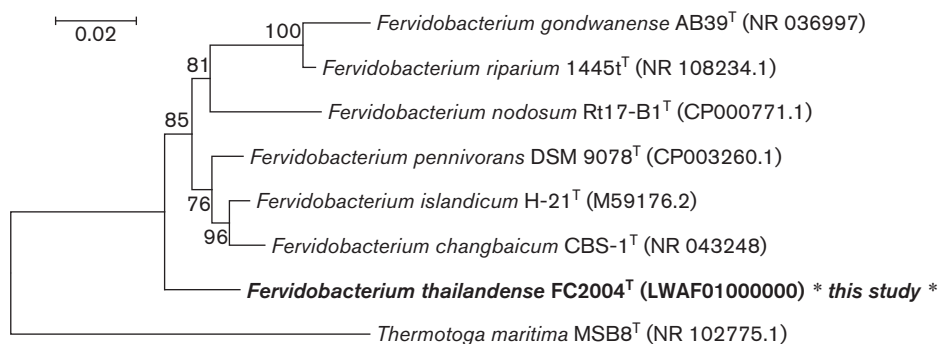 0.02
100
Fervidobacterium gondwanense AB39T (NR 036997)
81
Fervidobacterium riparium 1445tT (NR 108234.1)
Fervidobacterium nodosum Rt17-B1T (CP000771.1)
85
Fervidobacterium pennivorans DSM 9078T (CP003260.1)
76
Fervidobacterium islandicum H-21T (M59176.2)
96
Fervidobacterium changbaicum CBS-1T (NR 043248)
Fervidobacterium thailandense FC2004T (LWAF01000000) * this study *
Thermotoga maritima MSB8T (NR 102775.1)